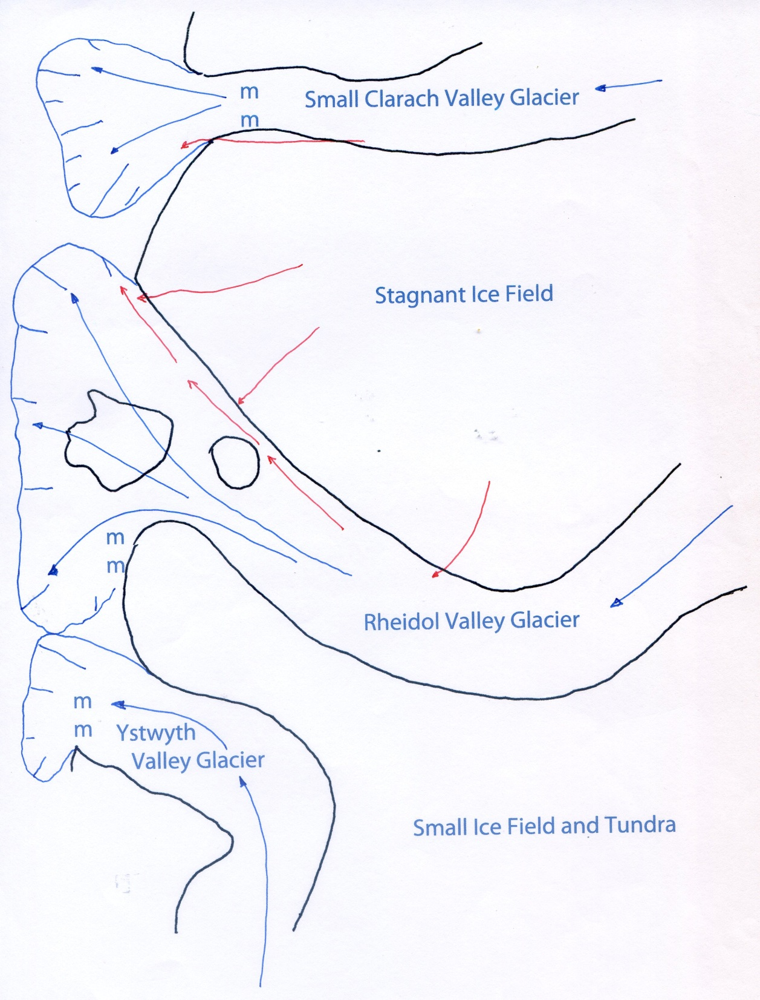 m
Small Clarach Valley Glacier
m
Stagnant Ice Field
m
m
Rheidol Valley Glacier
m
m
Ystwyth
Valley Glacier
Small Ice Field and Tundra